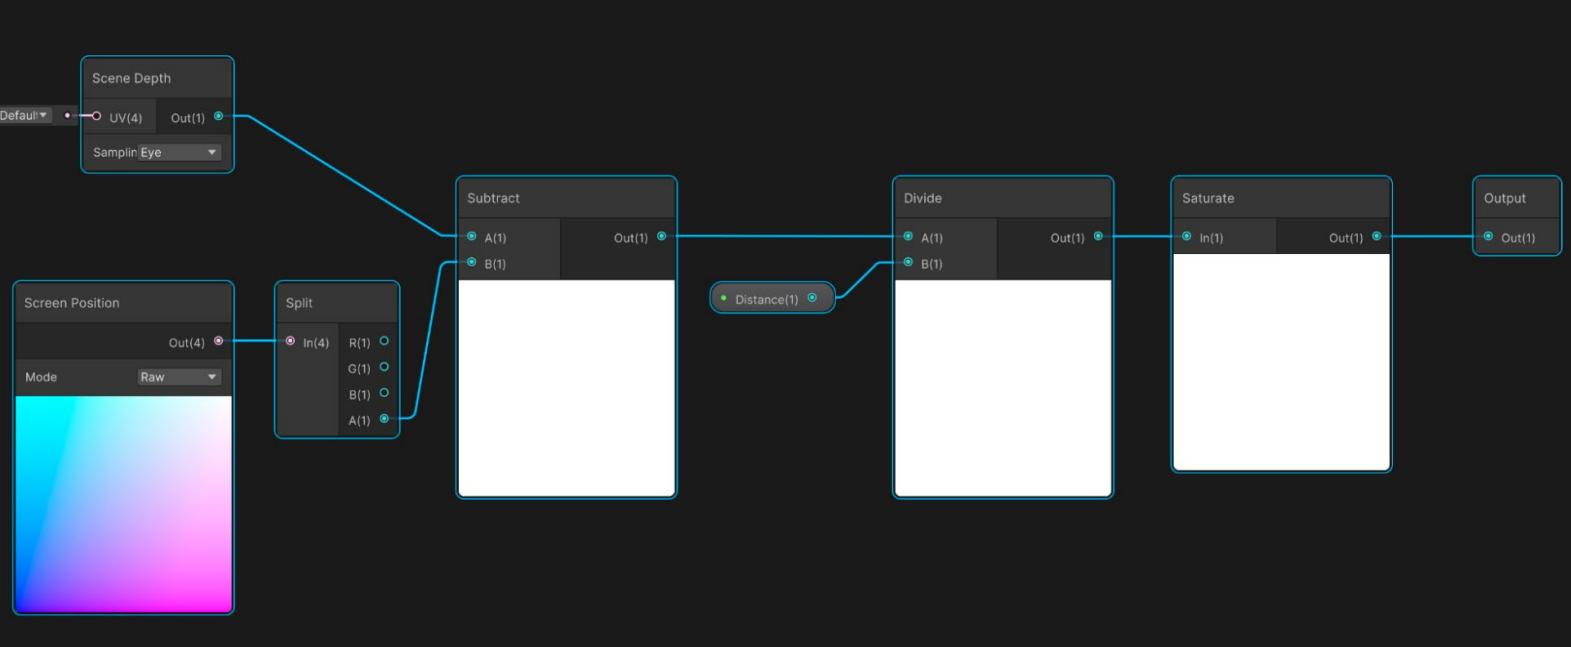 Scene Depth
Default
UV(4)
Out(1)
Samplin
Eye
Screen Position
Out(4)
Mode
Raw
Split
In(4)
R(1)
G(1)
B(1)
A(1)
Subtract
A(1)
Out(1)
B(1)
Distance(1)
Divide
A(1)
Out(1)
B(1)
Saturate
In(1)
Out(1)
Output
Out(1)